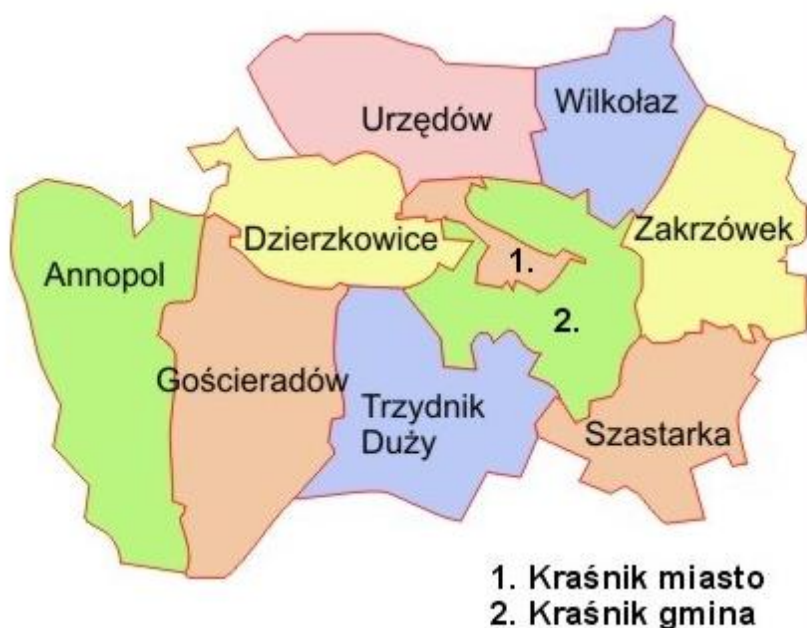 Urzędów
Wilkołaz
Dzierzkowice
Zakrzówek
Annopol
1.
2.
Gościeradów
Trzydnik
Duży
Szastarka
1. Kraśnik miasto
2. Kraśnik gmina